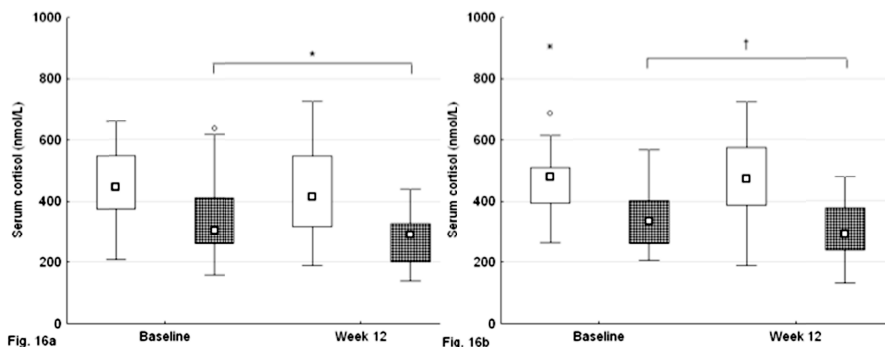 1000
800
600
400
200
0
Serum cortisol (nmol/L)
*
Baseline
Week 12
Fig. 16a
1000
800
600
400
200
0
Serum cortisol (nmol/L)
*
†
Baseline
Week 12
Fig. 16b